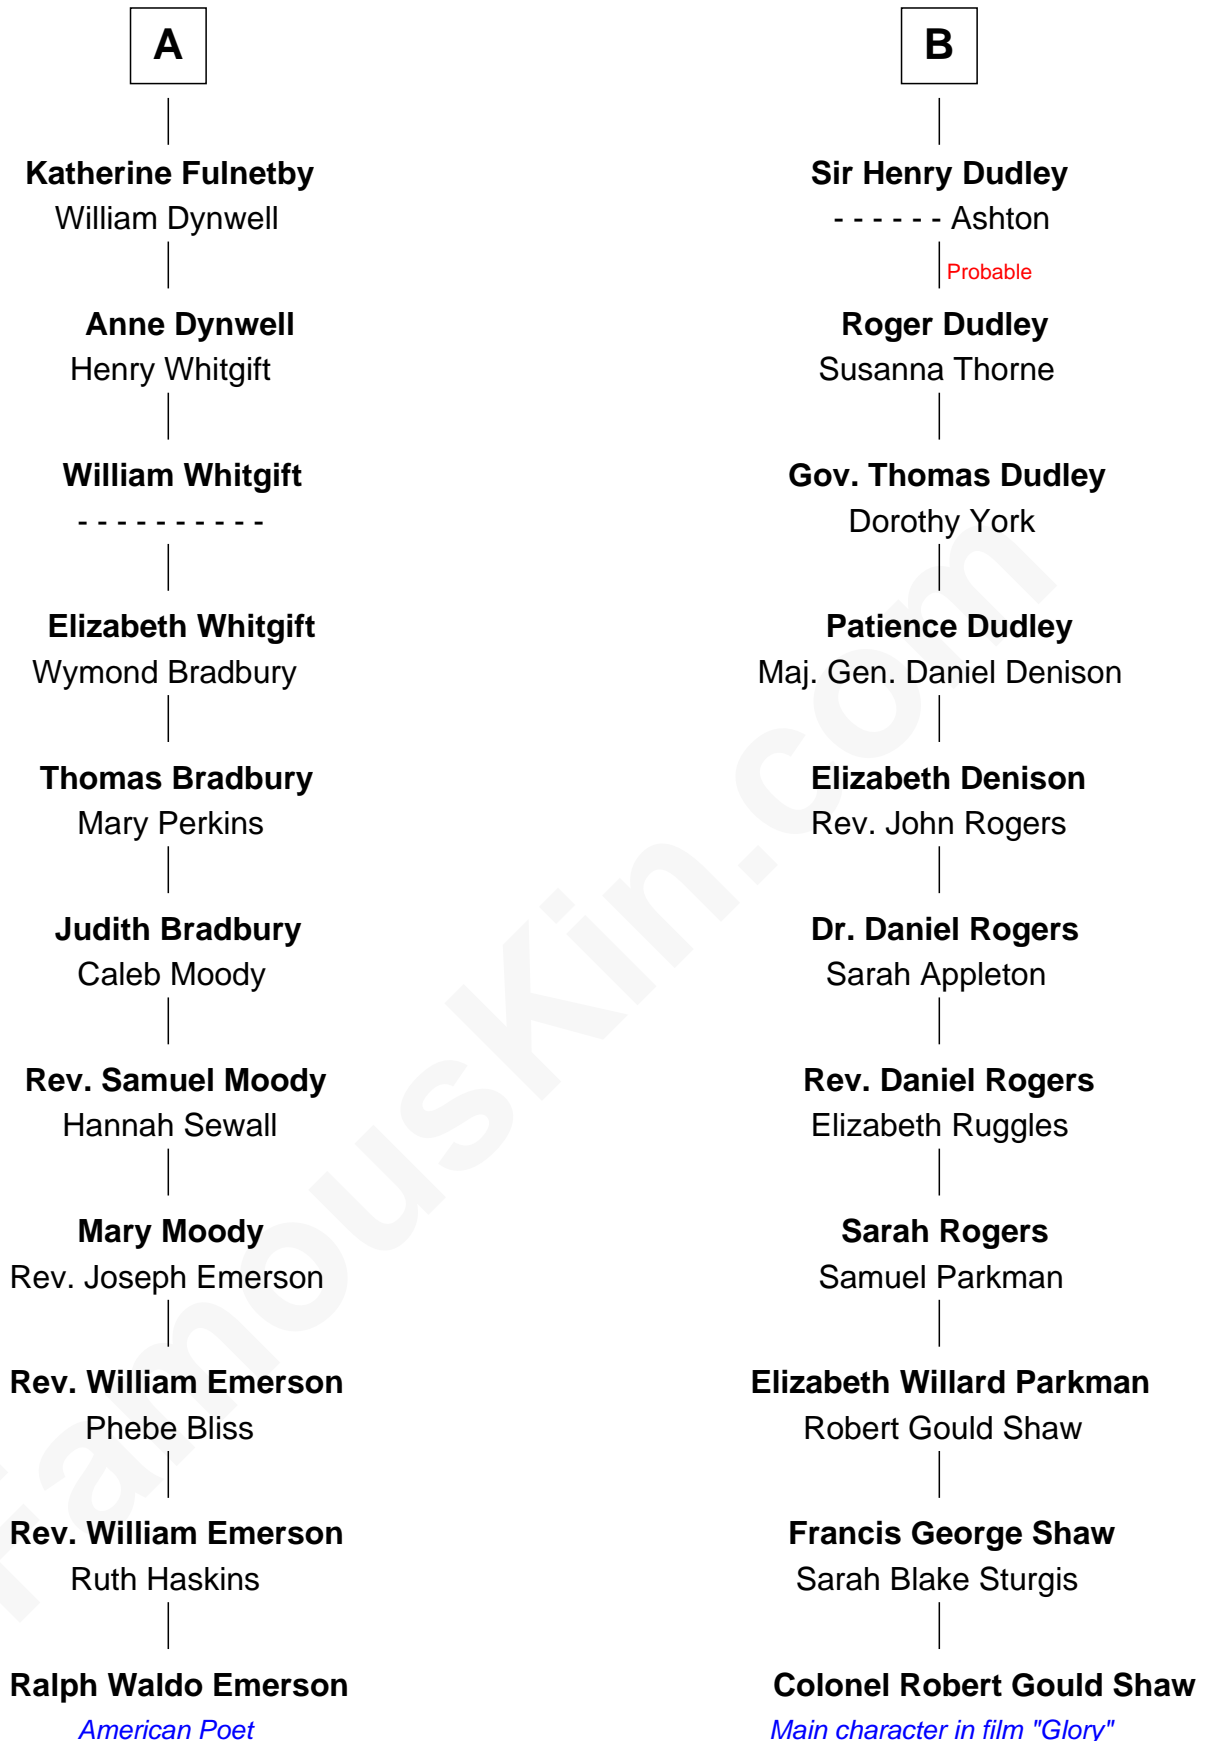 A
Katherine Fulnetby
William Dynwell
Anne Dynwell
Henry Whitgift
William Whitgift
- - - - - - - - - -
Elizabeth Whitgift
Wymond Bradbury
Thomas Bradbury
Mary Perkins
Judith Bradbury
Caleb Moody
Rev. Samuel Moody
Hannah Sewall
Mary Moody
Rev. Joseph Emerson
Rev. William Emerson
Phebe Bliss
Rev. William Emerson
Ruth Haskins
Ralph Waldo Emerson
American Poet
B
Sir Henry Dudley
- - - - - - Ashton
Probable
Roger Dudley
Susanna Thorne
Gov. Thomas Dudley
Dorothy York
Patience Dudley
Maj. Gen. Daniel Denison
Elizabeth Denison
Rev. John Rogers
Dr. Daniel Rogers
Sarah Appleton
Rev. Daniel Rogers
Elizabeth Ruggles
Sarah Rogers
Samuel Parkman
Elizabeth Willard Parkman
Robert Gould Shaw
Francis George Shaw
Sarah Blake Sturgis
Colonel Robert Gould Shaw
Main character in film "Glory"
FamousKin.com